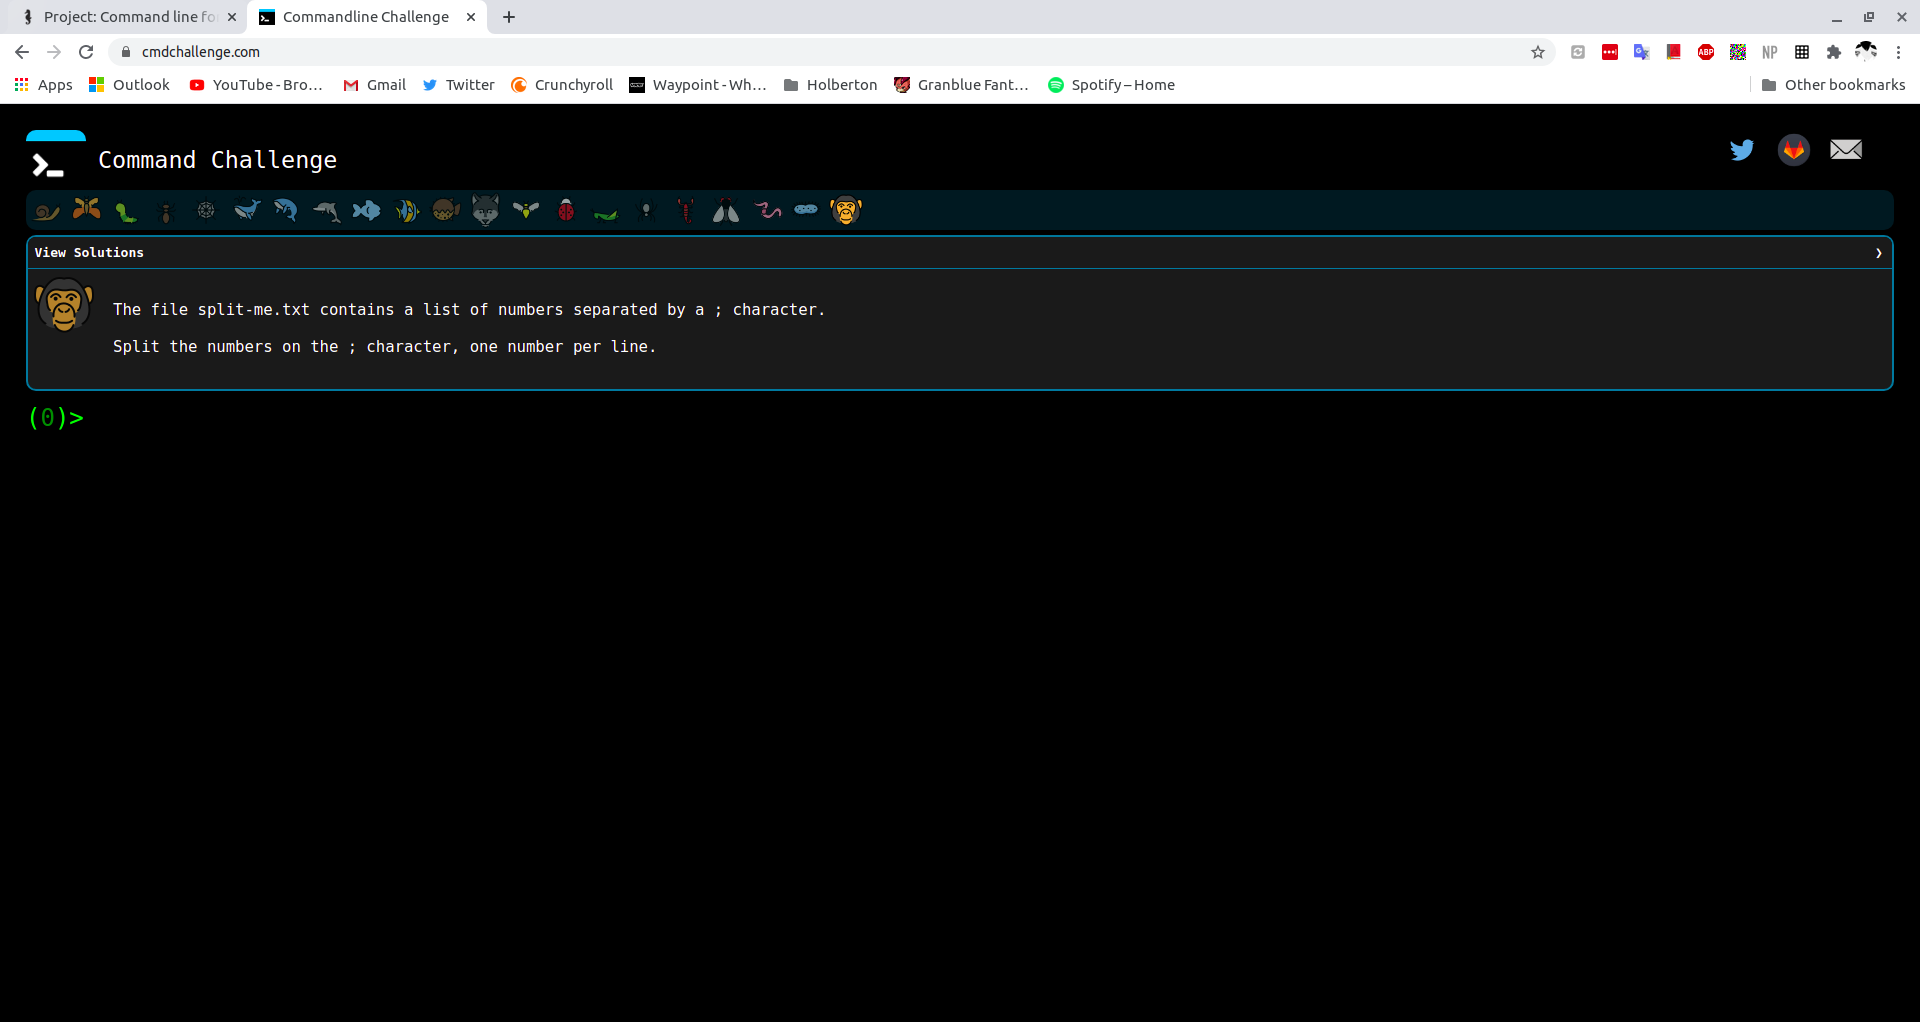 Project: Command line fo
Commandline Challenge
cmdchallenge.com
NP
ABP
Apps
Outlook
YouTube - Bro…
Gmail
Twitter
Crunchyroll
Waypoint - Wh…
Holberton
Granblue Fant…
Spotify – Home
Other bookmarks
Command Challenge
View Solutions
The file split-me.txt contains a list of numbers separated by a ; character.
Split the numbers on the ; character, one number per line.
(0)>